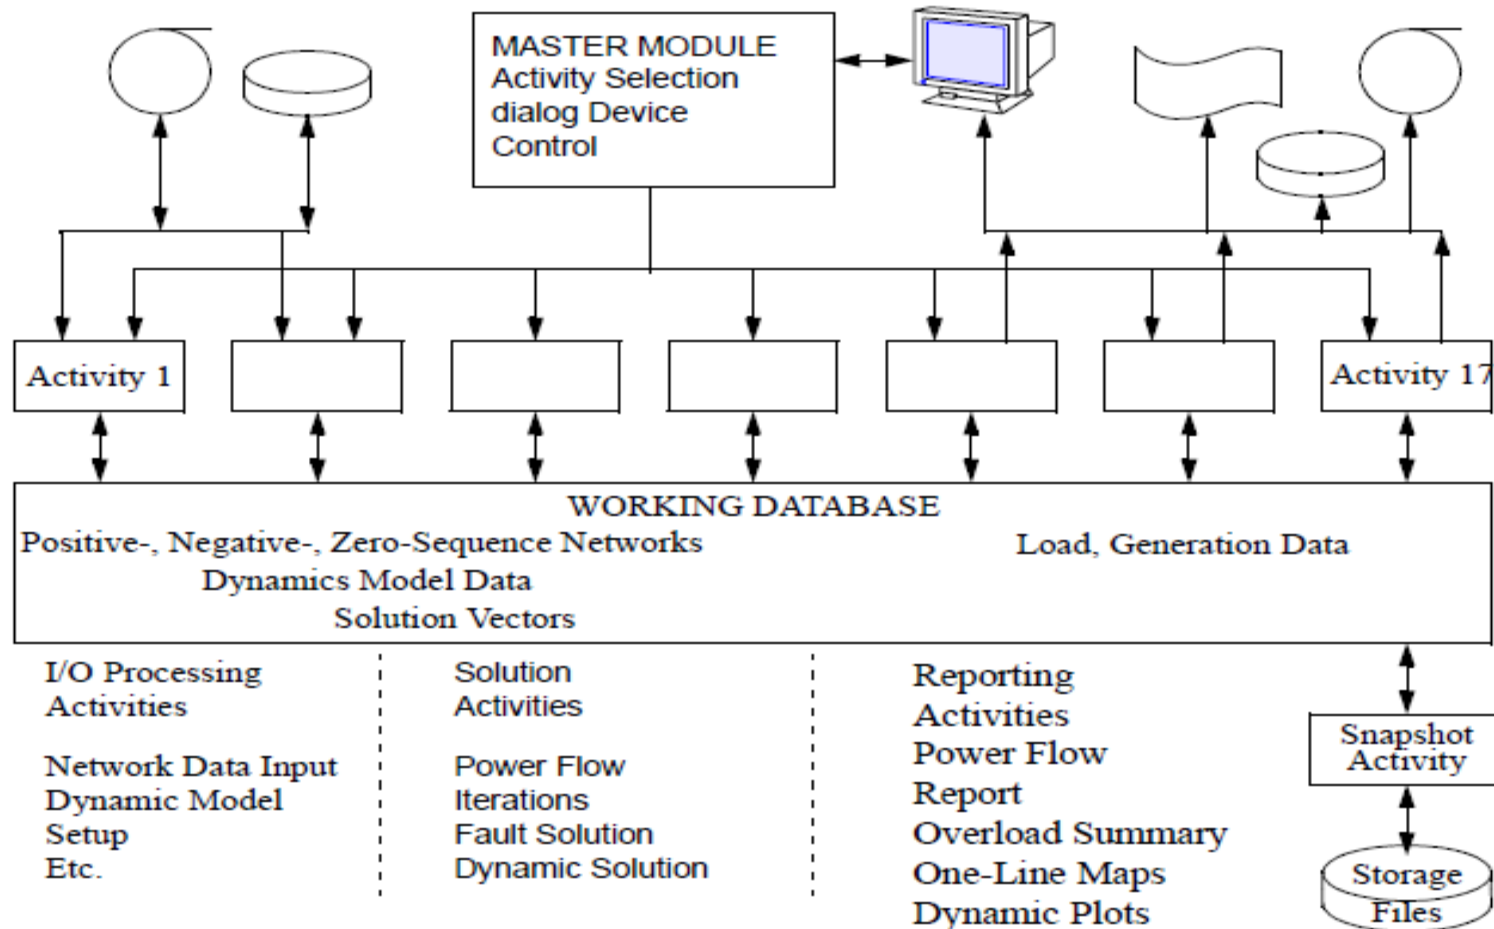 MASTER MODULE
Activity Selection
dialog Device
Control
Activity 1
Activity 17
WORKING DATABASE
Positive-, Negative-, Zero-Sequence Networks
Load, Generation Data
Dynamics Model Data
Solution Vectors
I/O Processing
Activities
Network Data Input
Dynamic Model
Setup
Etc.
Solution
Activities
Power Flow
Iterations
Fault Solution
Dynamic Solution
Reporting
Activities
Power Flow
Report
Overload Summary
One-Line Maps
Dynamic Plots
Snapshot
Activity
Storage
Files